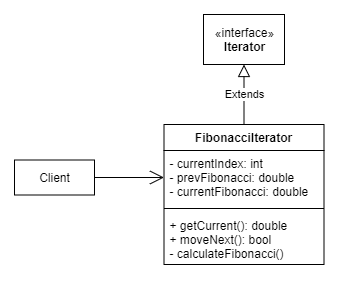 «interface»
Iterator
Extends
FibonacciIterator
- currentIndex: int
- prevFibonacci: double
- currentFibonacci: double
Client
+ getCurrent(): double
+ moveNext(): bool
- calculateFibonacci()